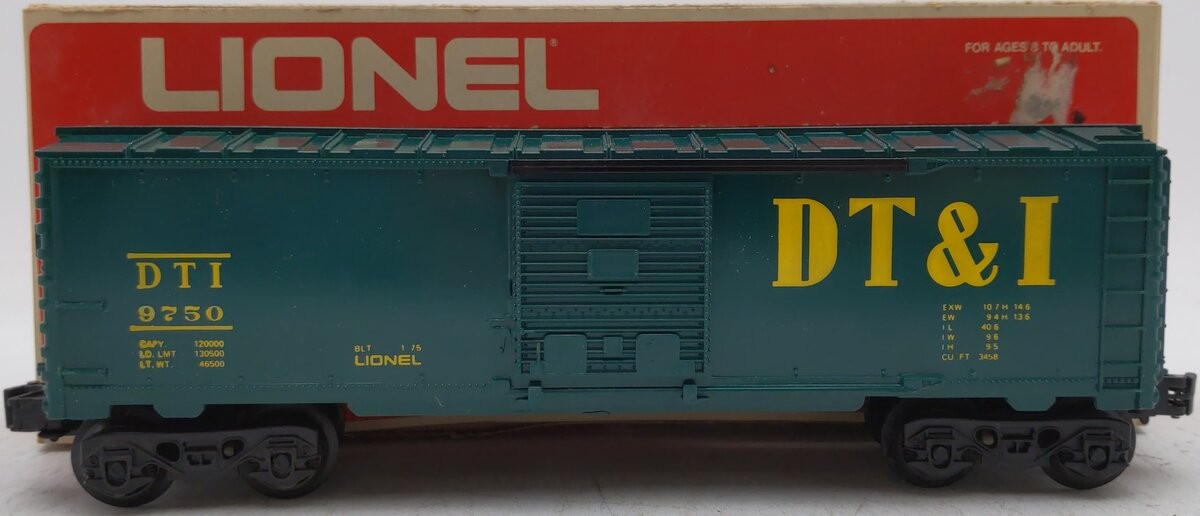 LIONEL®
FOR AGES 8 TO ADULT.
DT&I
DTI
9750
CAPY. 120000
LD. LMT 130500
LT. WT. 46500
BLT 1 75
LIONEL
EXW 10 7 H 14 6
EW 9 4 H 13 6
IL 40 6
IW 9 6
IH 9 5
CU FT 3458